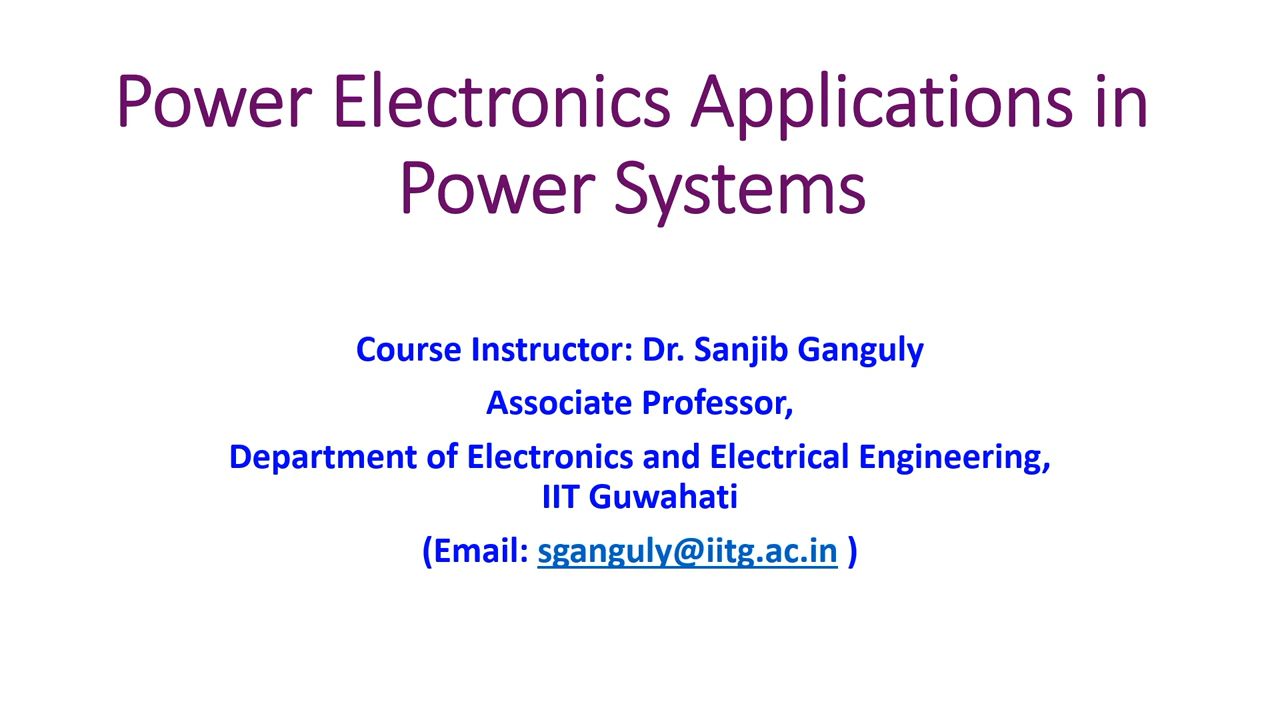 Power Electronics Applications in
Power Systems
Course Instructor: Dr. Sanjib Ganguly
Associate Professor,
Department of Electronics and Electrical Engineering,
IIT Guwahati
(Email: sganguly@iitg.ac.in )